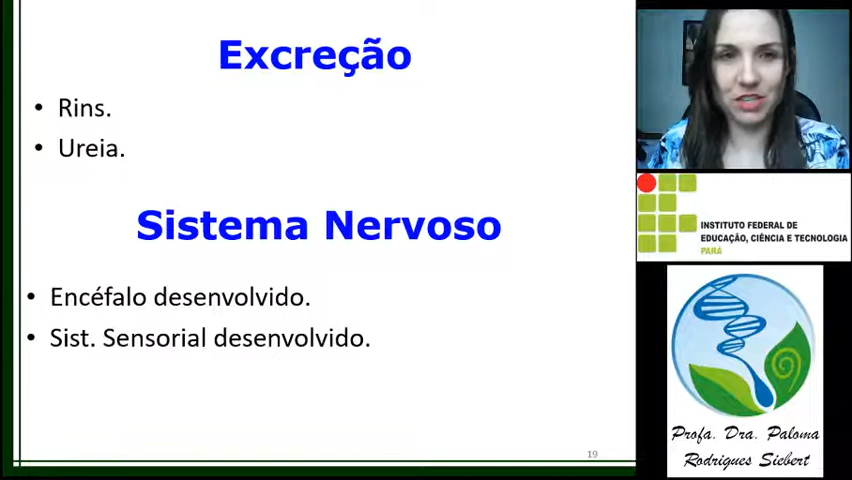 Excreção
• Rins.
• Ureia.
Sistema Nervoso
• Encéfalo desenvolvido.
• Sist. Sensorial desenvolvido.
19
INSTITUTO FEDERAL DE
EDUCAÇÃO, CIÊNCIA E TECNOLOGIA
PARÁ
Profa. Dra. Paloma
Rodrigues Siebert